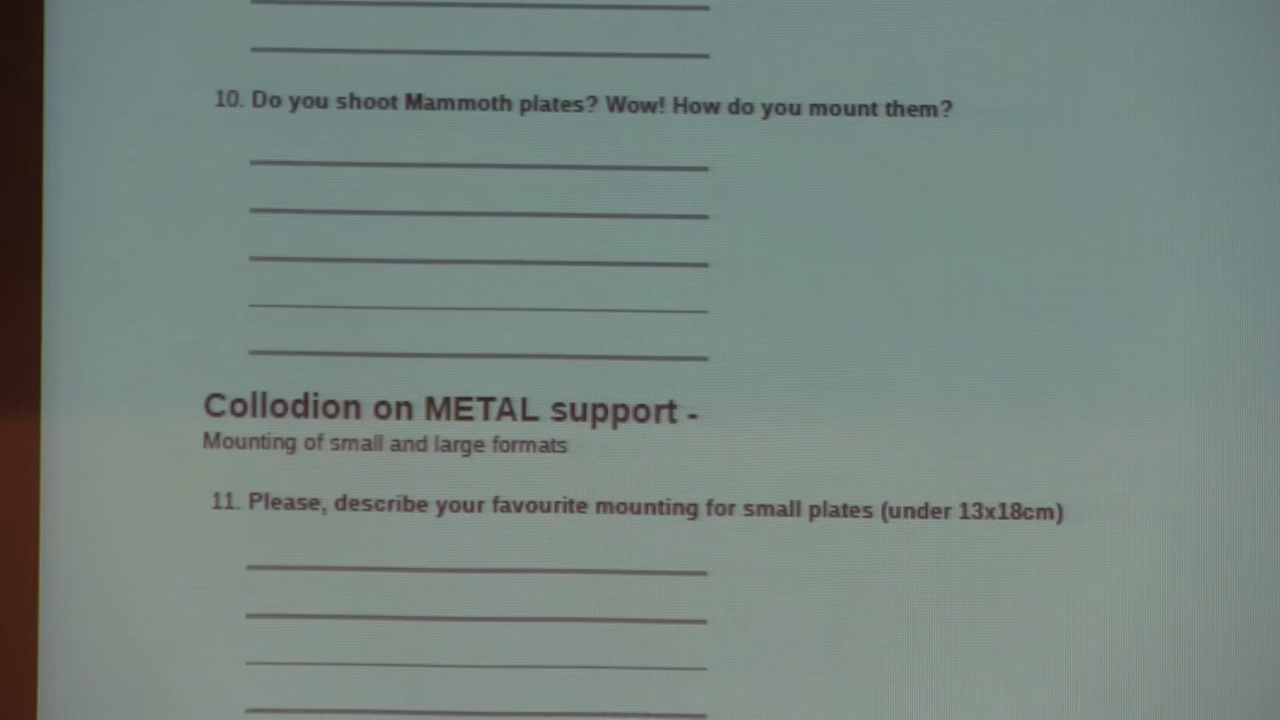 10. Do you shoot Mammoth plates? Wow! How do you mount them?
Collodion on METAL support -
Mounting of small and large formats
11. Please, describe your favourite mounting for small plates (under 13x18cm)